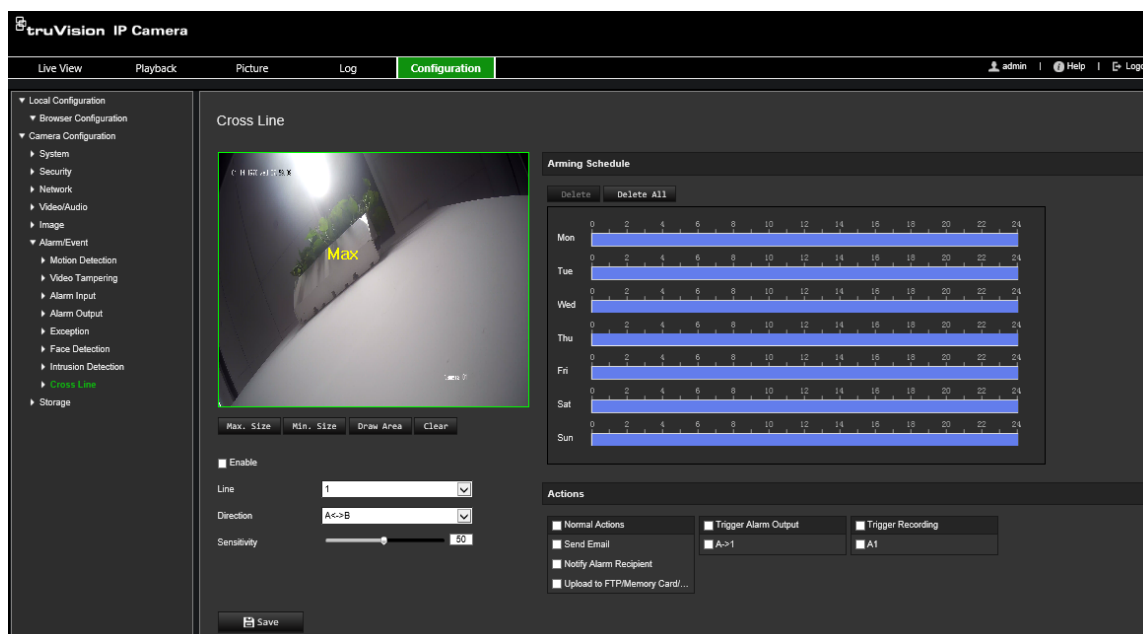 truVision IP Camera
Live View Playback Picture Log Configuration admin | Help | Logo
Local Configuration
Browser Configuration
Camera Configuration
System
Security
Network
Video/Audio
Image
Alarm/Event
Motion Detection
Video Tampering
Alarm Input
Alarm Output
Exception
Face Detection
Intrusion Detection
Cross Line
Storage
Cross Line
Max
Max. Size Min. Size Draw Area Clear
Enable
Line 1
Direction A<->B
Sensitivity 50
Save
Arming Schedule
Delete Delete All
0 2 4 6 8 10 12 14 16 18 20 22 24
Mon
0 2 4 6 8 10 12 14 16 18 20 22 24
Tue
0 2 4 6 8 10 12 14 16 18 20 22 24
Wed
0 2 4 6 8 10 12 14 16 18 20 22 24
Thu
0 2 4 6 8 10 12 14 16 18 20 22 24
Fri
0 2 4 6 8 10 12 14 16 18 20 22 24
Sat
0 2 4 6 8 10 12 14 16 18 20 22 24
Sun
Actions
Normal Actions Trigger Alarm Output Trigger Recording
Send Email A->1 A1
Notify Alarm Recipient
Upload to FTP/Memory Card/...